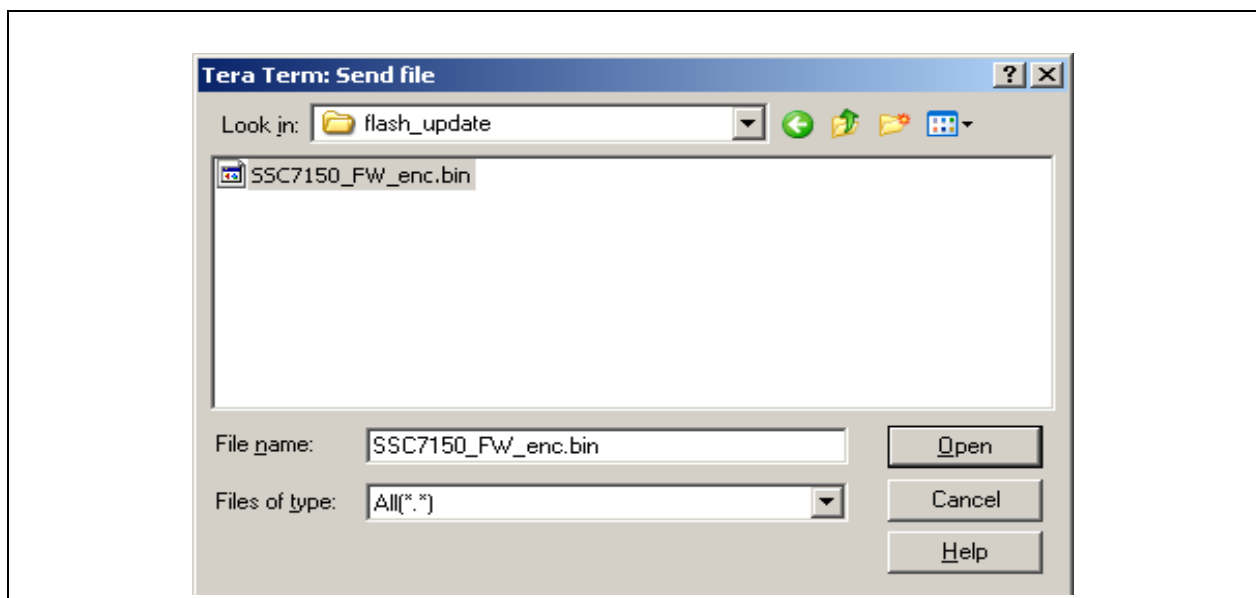 Tera Term: Send file
Look in: flash_update
SSC7150_FW_enc.bin
File name: SSC7150_FW_enc.bin Open
Files of type: All(*.*) Cancel
Help